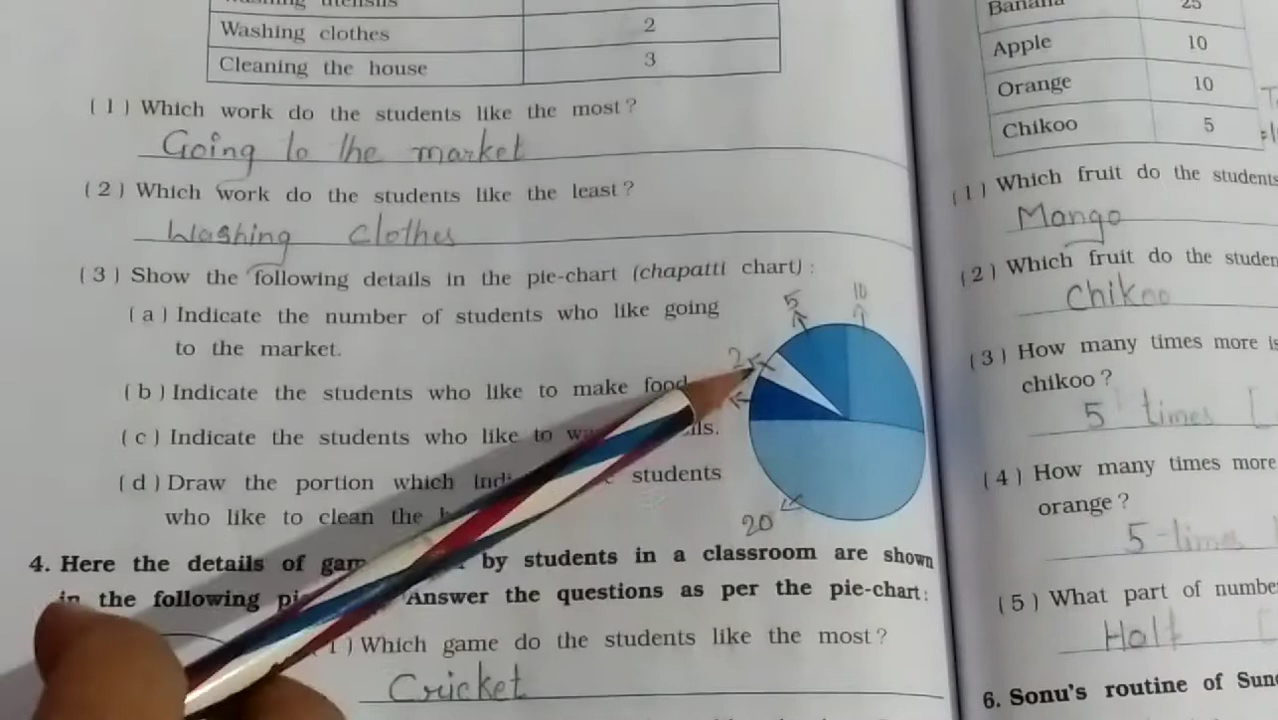 Washing clothes 2
Cleaning the house 3
(1) Which work do the students like the most?
Going to the market
(2) Which work do the students like the least?
Washing clothes
(3) Show the following details in the pie-chart (chapatti chart) :
(a) Indicate the number of students who like going
to the market.
(b) Indicate the students who like to make food
(c) Indicate the students who like to
(d) Draw the portion which students
who like to clean the
5
10
2
20
4. Here the details of by students in a classroom are shown
in the following Answer the questions as per the pie-chart:
Which game do the students like the most?
Cricket
Banana 25
Apple 10
Orange 10
Chikoo 5
(1) Which fruit do the students
Mango
(2) Which fruit do the
Chikoo
(3) How many times more is
chikoo?
5 times
(4) How many times more
orange?
5 times
(5) What part of
Half
6. Sonu's routine of